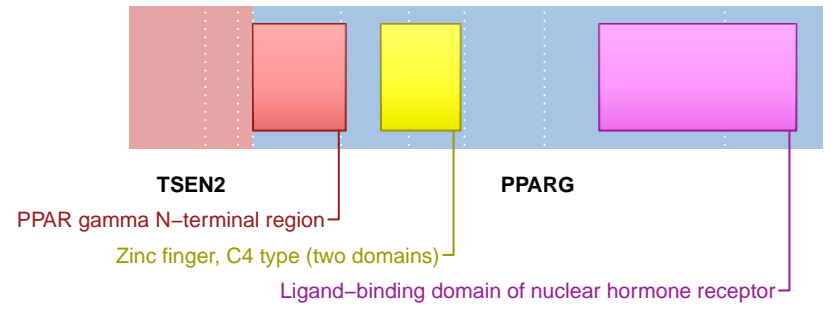 TSEN2 PPARG
PPAR gamma N−terminal region
Zinc finger, C4 type (two domains)
Ligand−binding domain of nuclear hormone receptor